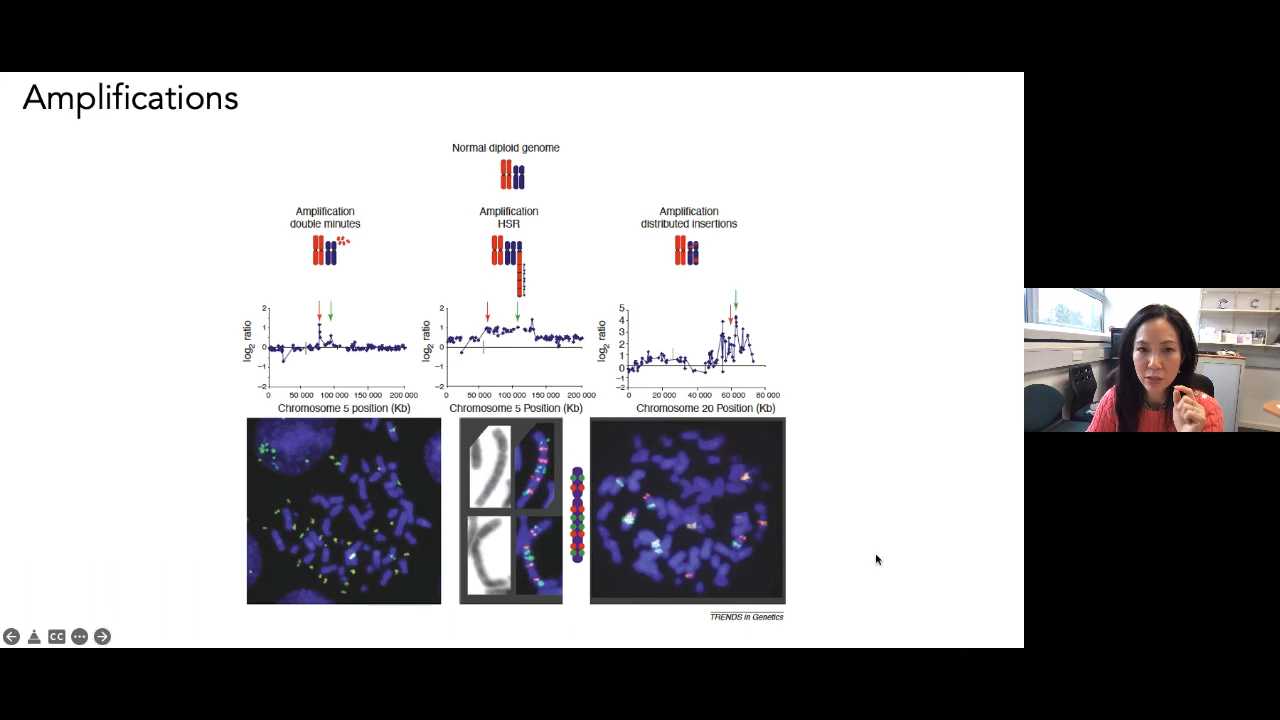 Amplifications
Normal diploid genome
Amplification
double minutes
Amplification
HSR
Amplification
distributed insertions
2
1
0
−1
−2
log2 ratio
0
50 000
100 000
150 000
200 000
Chromosome 5 position (Kb)
2
1
0
−1
−2
log2 ratio
0
50 000
100 000
150 000
200 000
Chromosome 5 Position (Kb)
5
4
3
2
1
0
−1
−2
log2 ratio
0
20 000
40 000
60 000
80 000
Chromosome 20 Position (Kb)
TRENDS in Genetics
CC